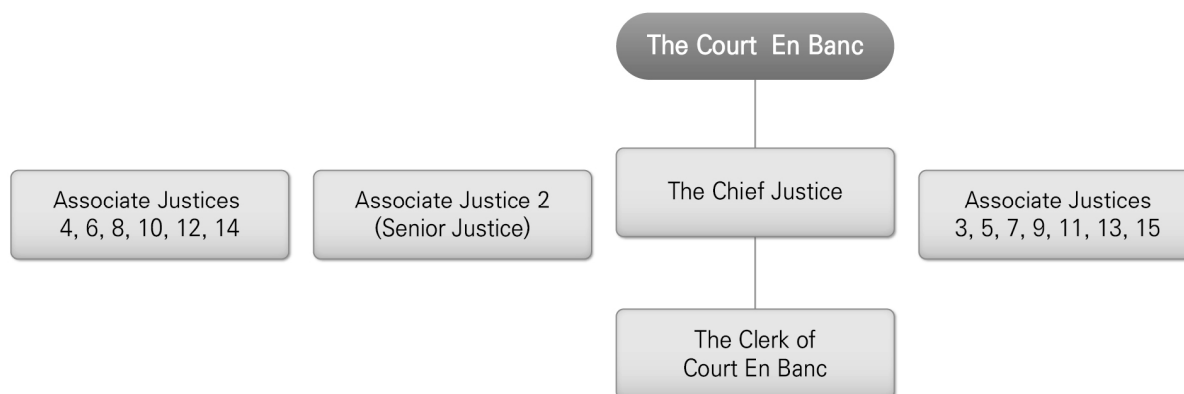 The Court En Banc
Associate Justices
4, 6, 8, 10, 12, 14
Associate Justice 2
(Senior Justice)
The Chief Justice
Associate Justices
3, 5, 7, 9, 11, 13, 15
The Clerk of
Court En Banc